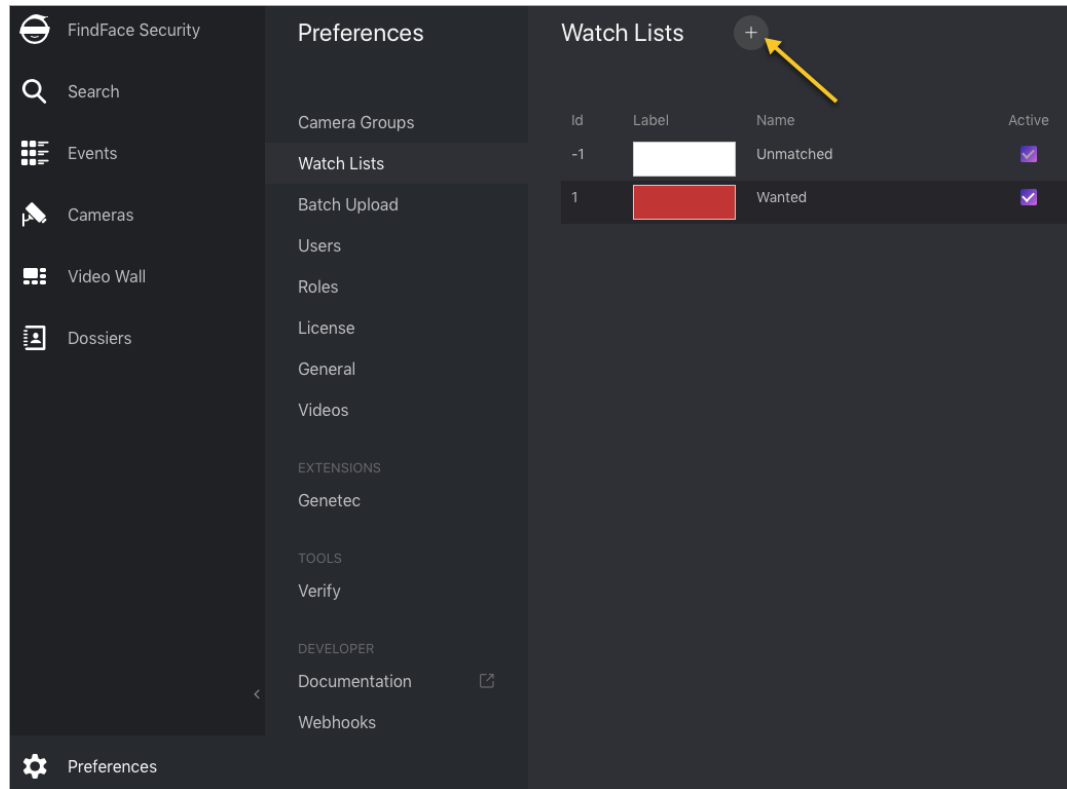 FindFace Security
Search
Events
Cameras
Video Wall
Dossiers
Preferences
Preferences
Camera Groups
Watch Lists
Batch Upload
Users
Roles
License
General
Videos
EXTENSIONS
Genetec
TOOLS
Verify
DEVELOPER
Documentation
Webhooks
Watch Lists +
Id Label Name Active
-1 Unmatched
1 Wanted